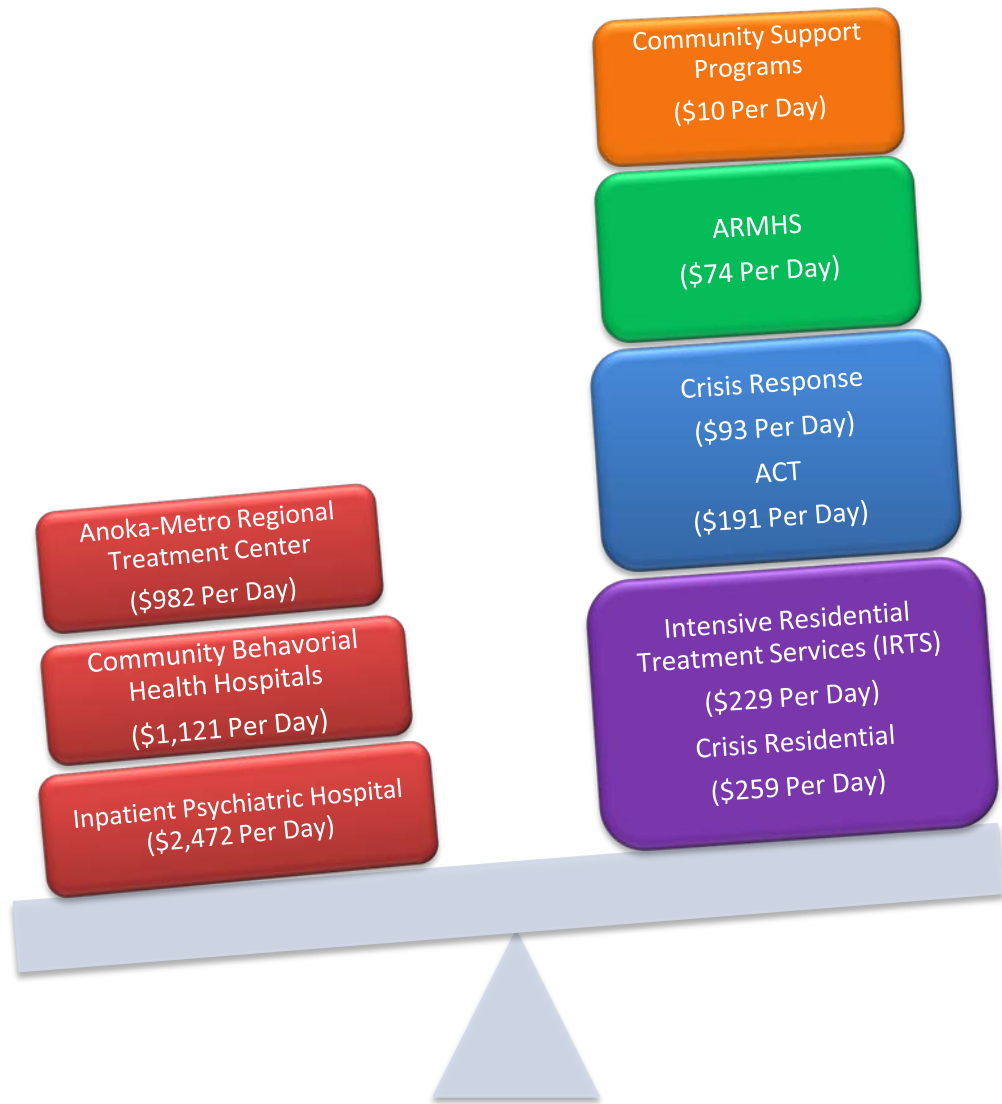 Anoka-Metro Regional
Treatment Center
($982 Per Day)
Community Behavorial
Health Hospitals
($1,121 Per Day)
Inpatient Psychiatric Hospital
($2,472 Per Day)
Community Support
Programs
($10 Per Day)
ARMHS
($74 Per Day)
Crisis Response
($93 Per Day)
ACT
($191 Per Day)
Intensive Residential
Treatment Services (IRTS)
($229 Per Day)
Crisis Residential
($259 Per Day)